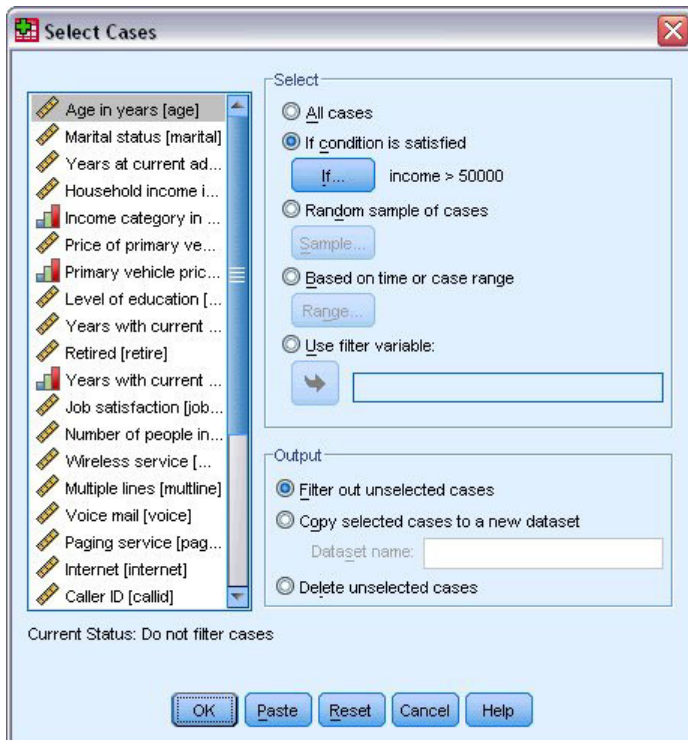 Select Cases
Age in years [age]
Marital status [marital]
Years at current ad...
Household income i...
Income category in ...
Price of primary ve...
Primary vehicle pric...
Level of education [...
Years with current ...
Retired [retire]
Years with current ...
Job satisfaction [job...
Number of people in...
Wireless service [...
Multiple lines [multline]
Voice mail [voice]
Paging service [pag...
Internet [internet]
Caller ID [callid]
Select
All cases
If condition is satisfied
If... income > 50000
Random sample of cases
Sample...
Based on time or case range
Range...
Use filter variable:
Output
Filter out unselected cases
Copy selected cases to a new dataset
Dataset name:
Delete unselected cases
Current Status: Do not filter cases
OK Paste Reset Cancel Help